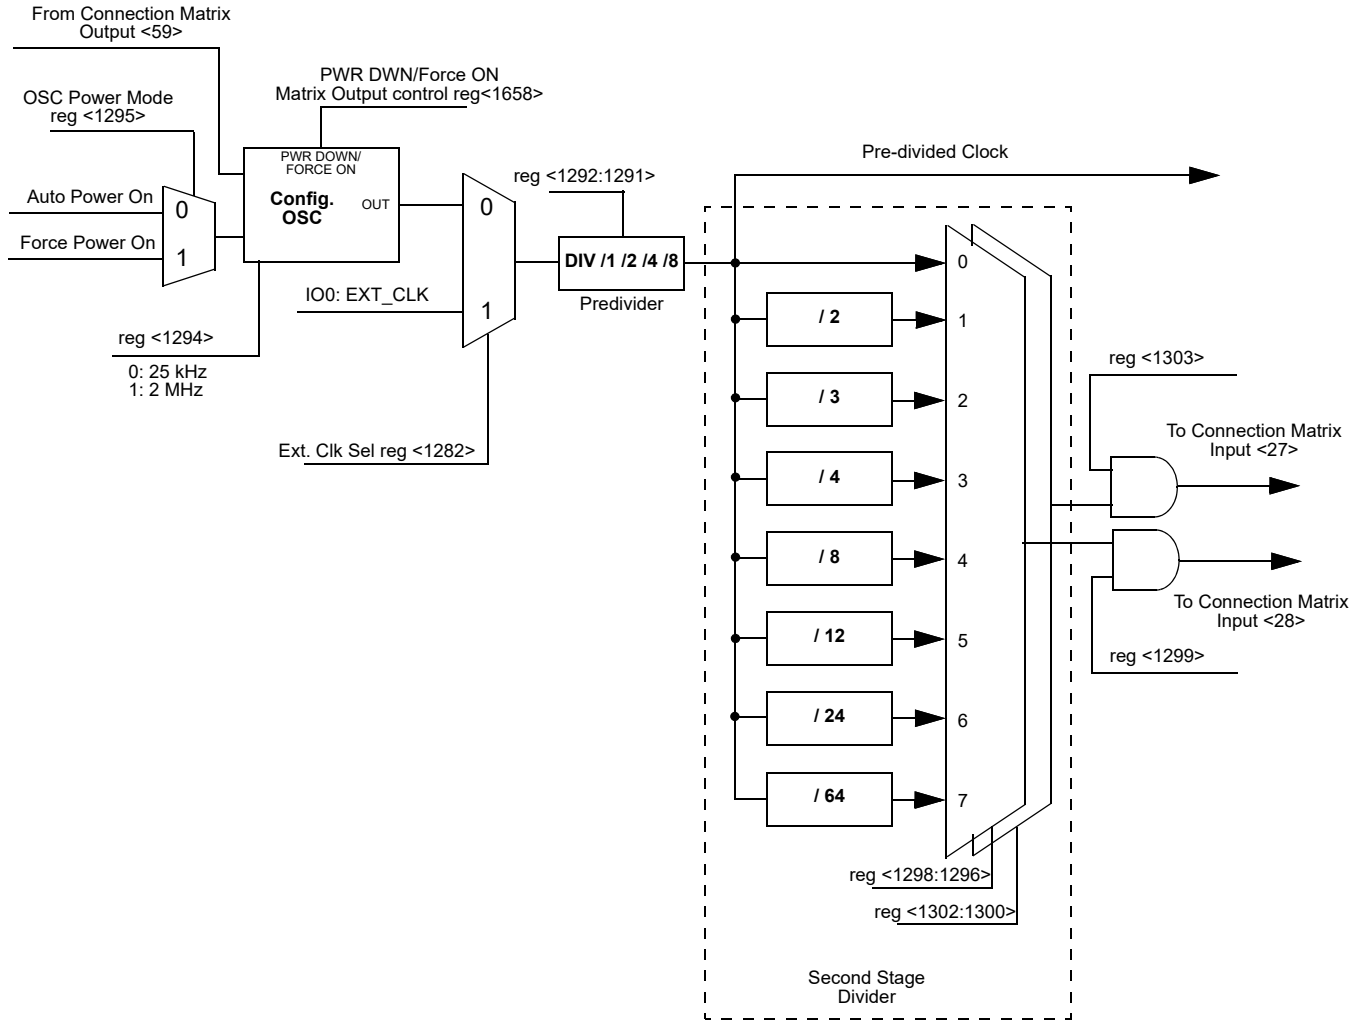 From Connection Matrix
Output <59>
PWR DWN/Force ON
Matrix Output control reg<1658>
OSC Power Mode
reg <1295>
PWR DOWN/
FORCE ON
Config.
OSC
OUT
Auto Power On
0
Force Power On
1
reg <1294>
0: 25 kHz
1: 2 MHz
0
IO0: EXT_CLK
1
Ext. Clk Sel reg <1282>
reg <1292:1291>
DIV /1 /2 /4 /8
Predivider
Pre-divided Clock
0
/ 2
1
/ 3
2
/ 4
3
/ 8
4
/ 12
5
/ 24
6
/ 64
7
reg <1298:1296>
reg <1302:1300>
Second Stage
Divider
reg <1303>
To Connection Matrix
Input <27>
To Connection Matrix
Input <28>
reg <1299>